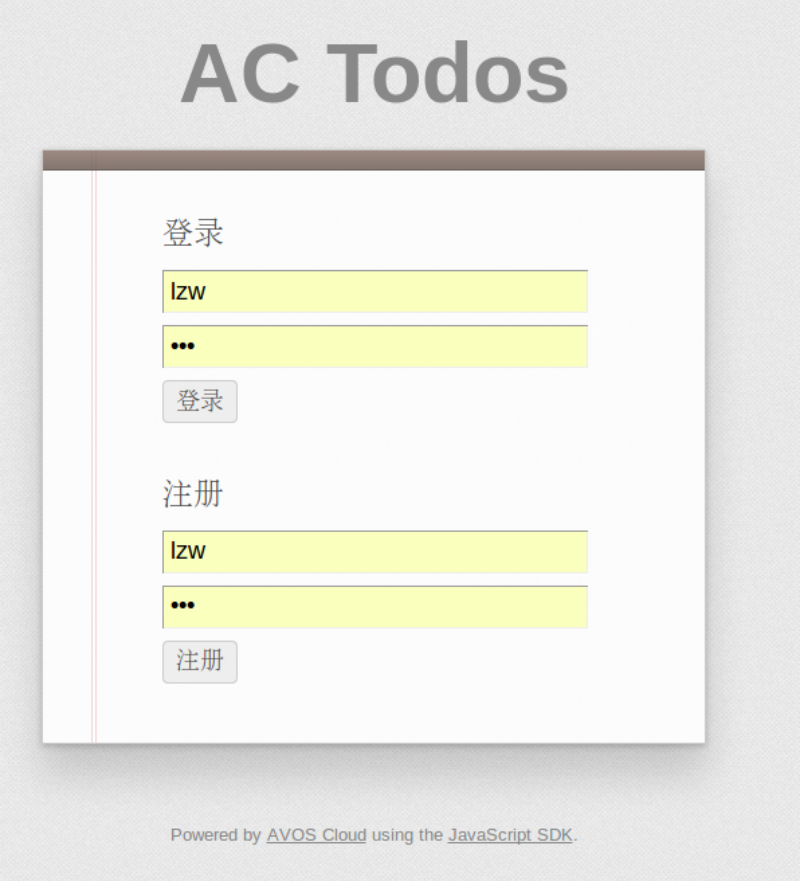 AC Todos
登录
lzw
•••
登录
注册
lzw
•••
注册
Powered by AVOS Cloud using the JavaScript SDK.